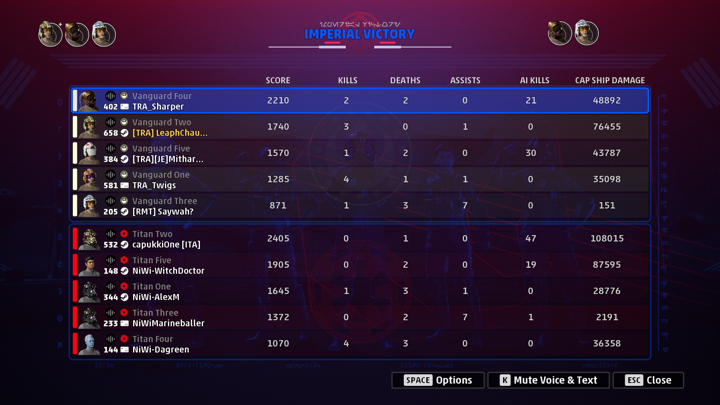 IMPERIAL VICTORY
SCORE KILLS DEATHS ASSISTS AI KILLS CAP SHIP DAMAGE
Vanguard Four
402 TRA_Sharper 2210 2 2 0 21 48892
Vanguard Two
658 [TRA] LeaphChau... 1740 3 0 1 0 76455
Vanguard Five
384 [TRA][JE]Mithar... 1570 1 2 0 30 43787
Vanguard One
581 TRA_Twigs 1285 4 1 1 0 35098
Vanguard Three
205 [RMT] Saywah? 871 1 3 7 0 151
Titan Two
532 capukkiOne [ITA] 2405 0 1 0 47 108015
Titan Five
148 NiWi-WitchDoctor 1905 0 2 0 19 87595
Titan One
344 NiWi-AlexM 1645 1 3 1 0 28776
Titan Three
233 NiWiMarineballer 1372 0 2 7 1 2191
Titan Four
144 NiWi-Dagreen 1070 4 3 0 0 36358
SPACE Options K Mute Voice & Text ESC Close